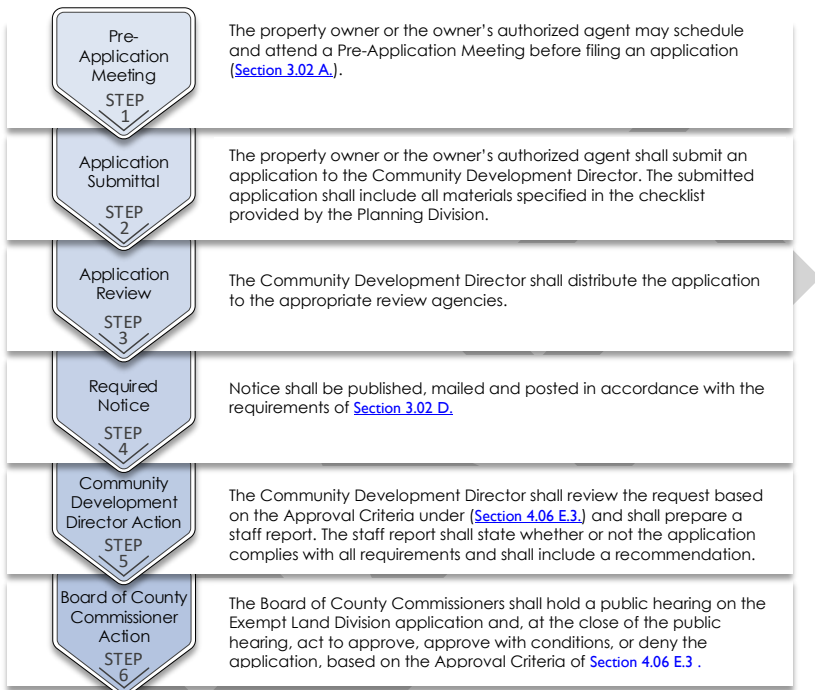 Pre-
Application
Meeting
STEP
1
The property owner or the owner’s authorized agent may schedule
and attend a Pre-Application Meeting before filing an application
(Section 3.02 A.).
Application
Submittal
STEP
2
The property owner or the owner’s authorized agent shall submit an
application to the Community Development Director. The submitted
application shall include all materials specified in the checklist
provided by the Planning Division.
Application
Review
STEP
3
The Community Development Director shall distribute the application
to the appropriate review agencies.
Required
Notice
STEP
4
Notice shall be published, mailed and posted in accordance with the
requirements of Section 3.02 D.
Community
Development
Director Action
STEP
5
The Community Development Director shall review the request based
on the Approval Criteria under (Section 4.06 E.3.) and shall prepare a
staff report. The staff report shall state whether or not the application
complies with all requirements and shall include a recommendation.
Board of County
Commissioner
Action
STEP
6
The Board of County Commissioners shall hold a public hearing on the
Exempt Land Division application and, at the close of the public
hearing, act to approve, approve with conditions, or deny the
application, based on the Approval Criteria of Section 4.06 E.3 .